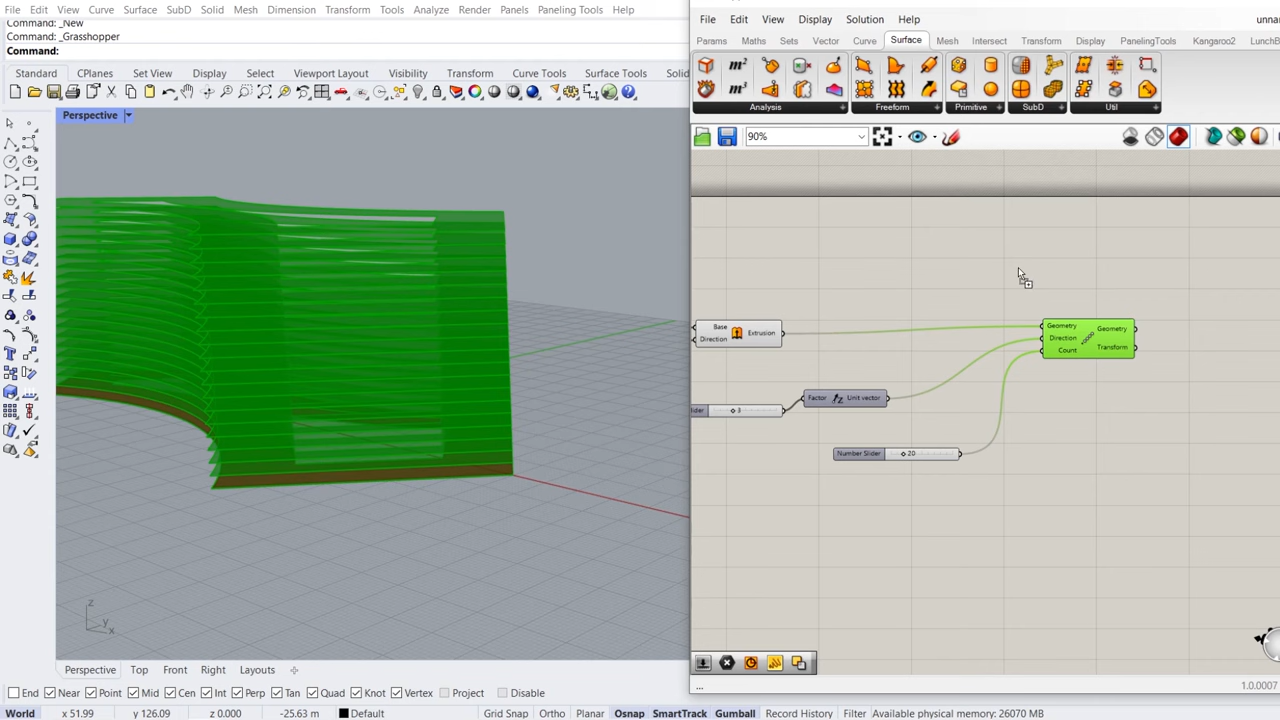 File Edit View Curve Surface SubD Solid Mesh Dimension Transform Tools Analyze Render Panels Paneling Tools Help
Command: _New
Command: _Grasshopper
Command:
Standard CPlanes Set View Display Select Viewport Layout Visibility Transform Curve Tools Surface Tools Solid
Perspective
z
y
x
Perspective Top Front Right Layouts
End Near Point Mid Cen Int Perp Tan Quad Knot Vertex Project Disable
World x 51.99 y 126.09 z 0.000 -25.63 m Default Grid Snap Ortho Planar Osnap SmartTrack Gumball Record History Filter Available physical memory: 26070 MB
File Edit View Display Solution Help
unna
Params Maths Sets Vector Curve Surface Mesh Intersect Transform Display PanelingTools Kangaroo2 LunchB
m² m³
Analysis Freeform Primitive SubD Util
90%
Base
Direction
Extrusion
Geometry
Direction
Count
Geometry
Transform
lider 3
Factor Unit vector
Number Slider 20
...
1.0.0007